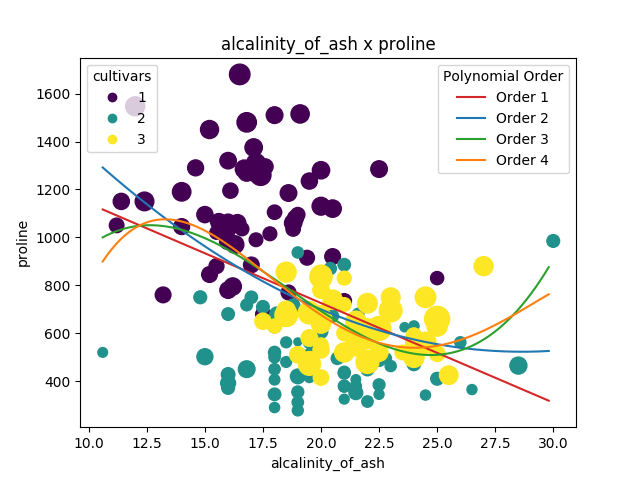 alcalinity_of_ash x proline
cultivars
1
2
3
Polynomial Order
Order 1
Order 2
Order 3
Order 4
proline
1600
1400
1200
1000
800
600
400
10.0 12.5 15.0 17.5 20.0 22.5 25.0 27.5 30.0
alcalinity_of_ash